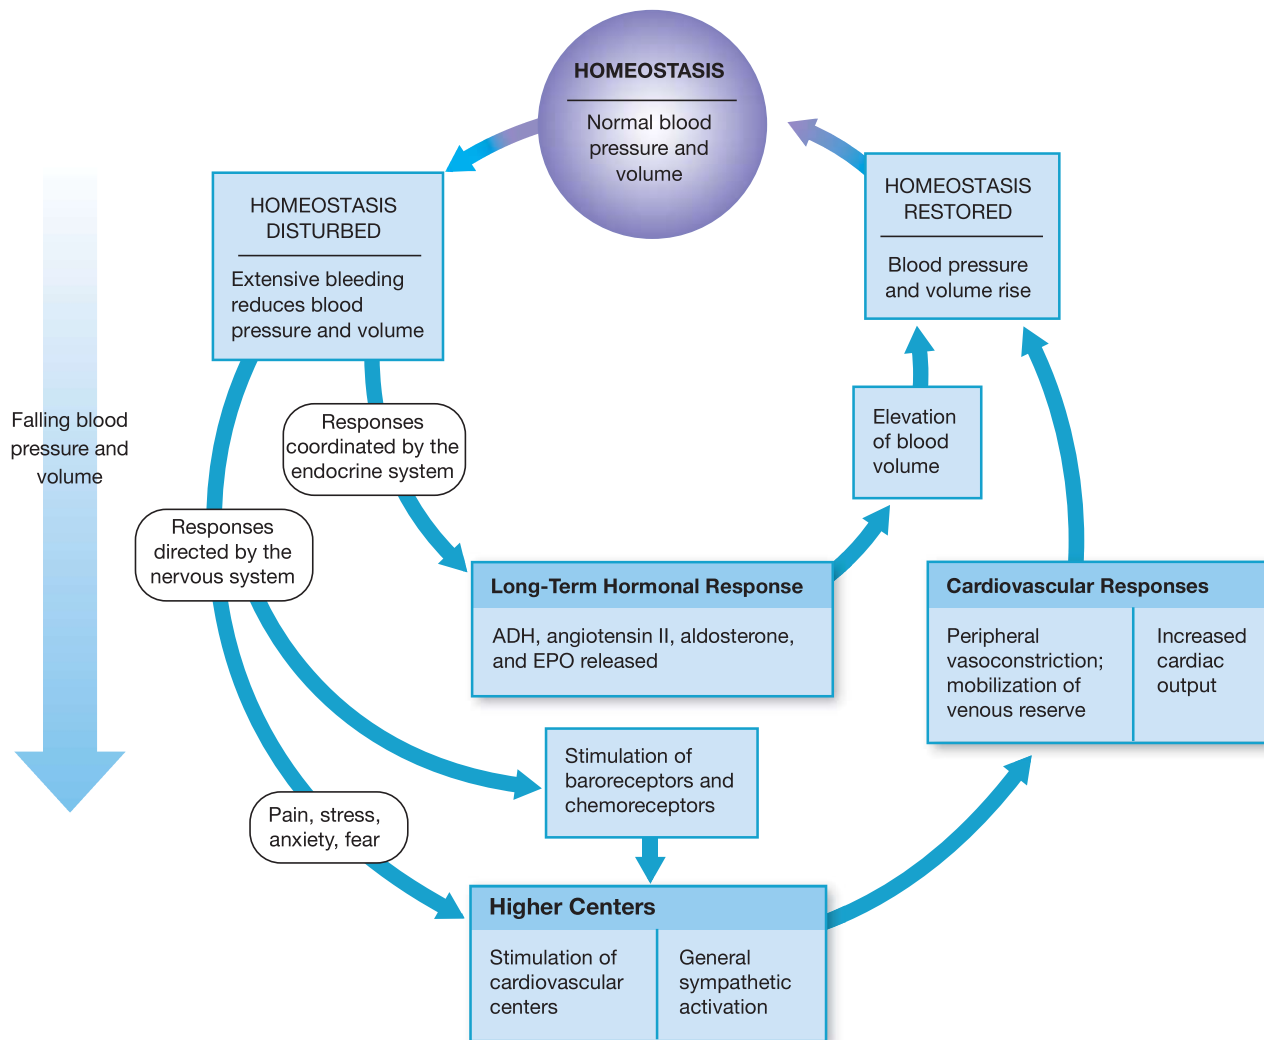 HOMEOSTASIS
Normal blood
pressure and
volume
HOMEOSTASIS
DISTURBED
Extensive bleeding
reduces blood
pressure and volume
HOMEOSTASIS
RESTORED
Blood pressure
and volume rise
Falling blood
pressure and
volume
Responses
coordinated by the
endocrine system
Elevation
of blood
volume
Responses
directed by the
nervous system
Long-Term Hormonal Response
ADH, angiotensin II, aldosterone,
and EPO released
Cardiovascular Responses
Peripheral
vasoconstriction;
mobilization of
venous reserve
Increased
cardiac
output
Stimulation of
baroreceptors and
chemoreceptors
Pain, stress,
anxiety, fear
Higher Centers
Stimulation of
cardiovascular
centers
General
sympathetic
activation